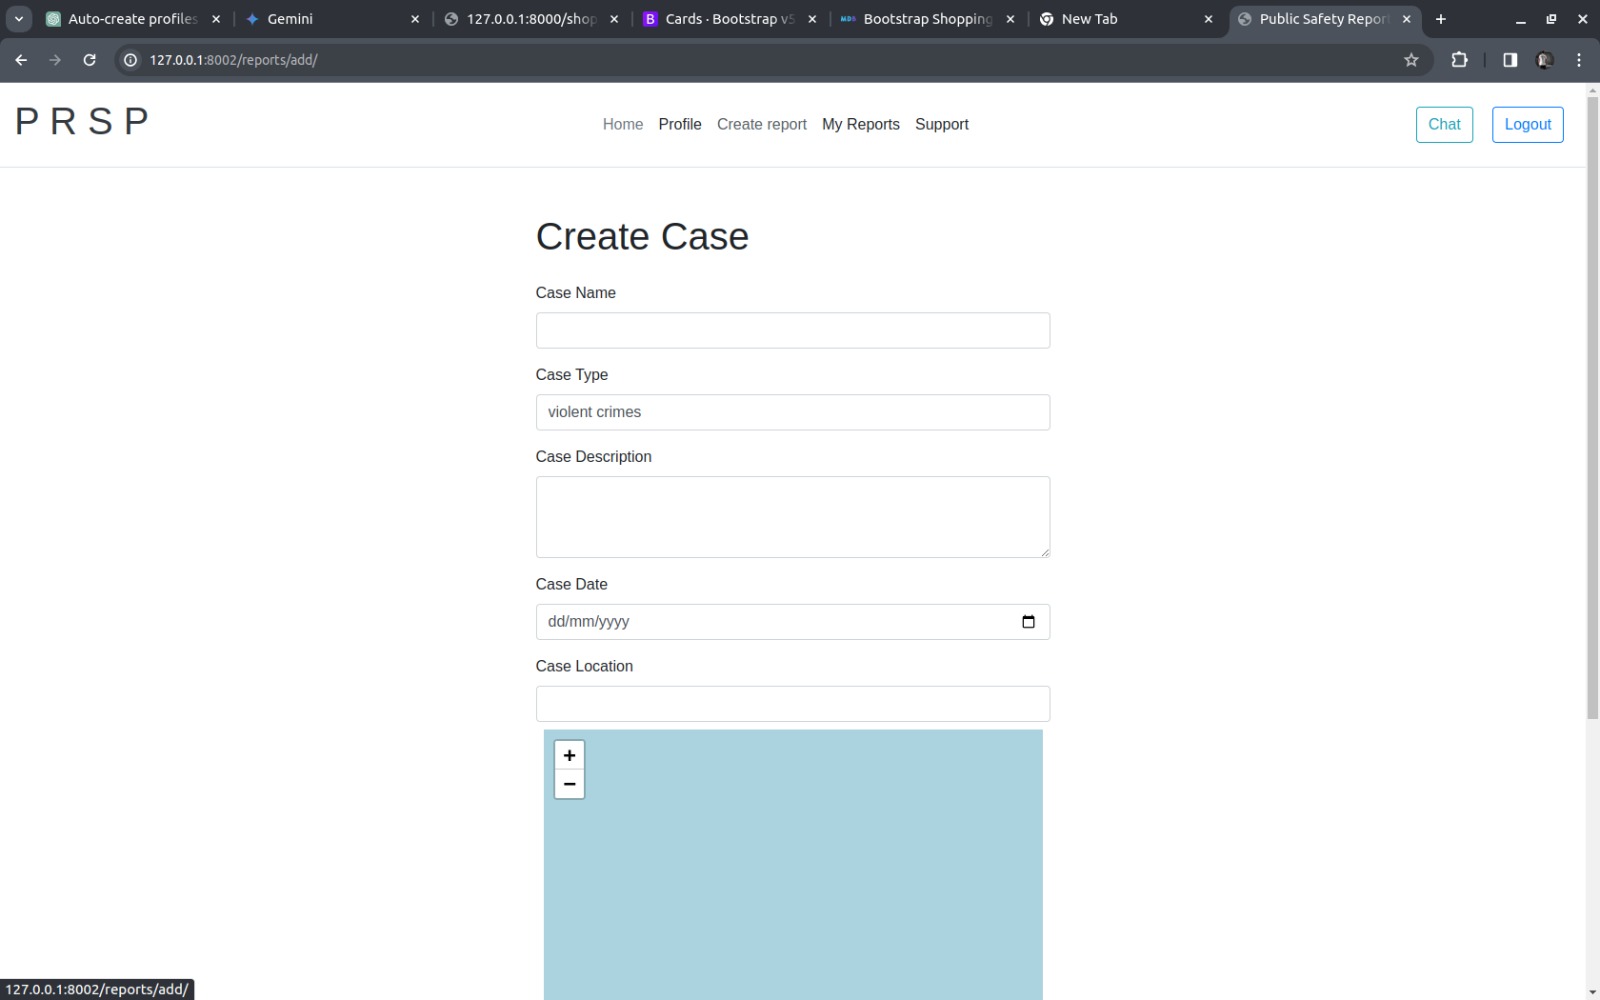 Auto-create profiles
Gemini
127.0.0.1:8000/shop
B Cards · Bootstrap v5
MDB Bootstrap Shopping
New Tab
Public Safety Repor
127.0.0.1:8002/reports/add/
P R S P
Home Profile Create report My Reports Support
Chat Logout
Create Case
Case Name
Case Type
violent crimes
Case Description
Case Date
dd/mm/yyyy
Case Location
+
−
127.0.0.1:8002/reports/add/